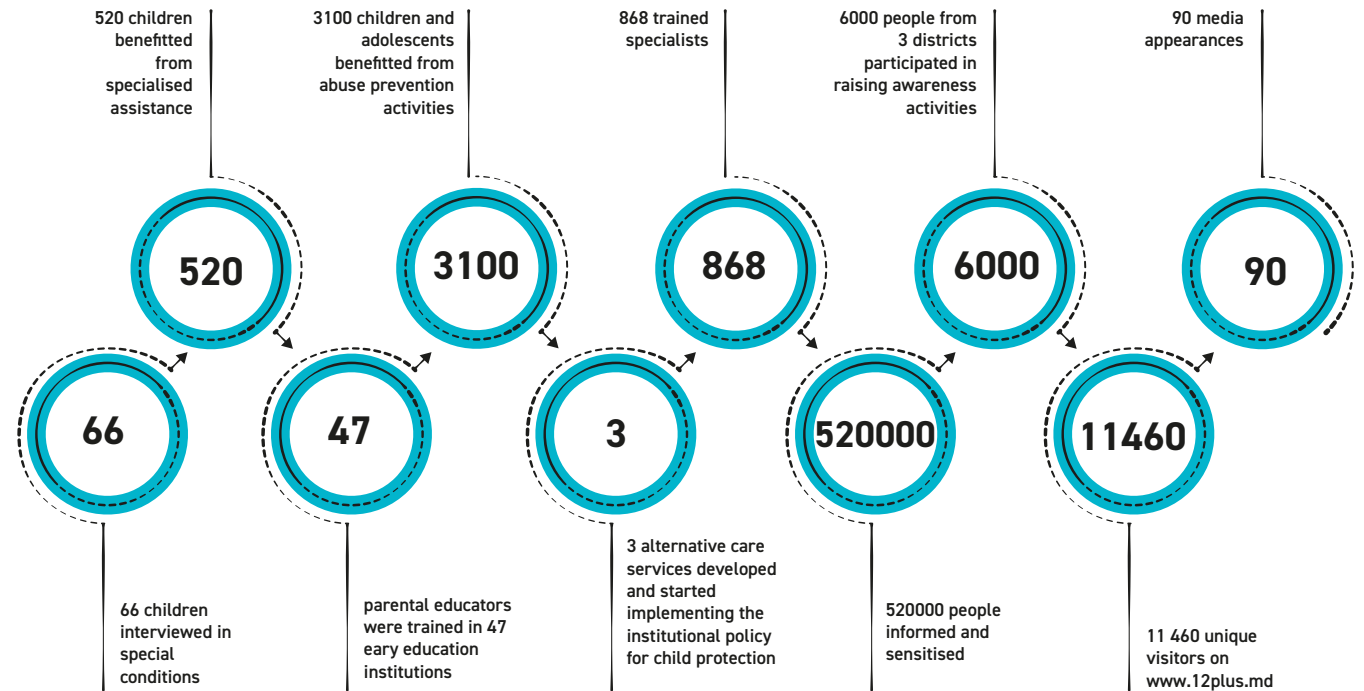 520 children
benefitted
from
specialised
assistance
3100 children and
adolescents
benefitted from
abuse prevention
activities
868 trained
specialists
6000 people from
3 districts
participated in
raising awareness
activities
90 media
appearances
520
3100
868
6000
90
66
47
3
520000
11460
66 children
interviewed in
special
conditions
parental educators
were trained in 47
eary education
institutions
3 alternative care
services developed
and started
implementing the
institutional policy
for child protection
520000 people
informed and
sensitised
11 460 unique
visitors on
www.12plus.md